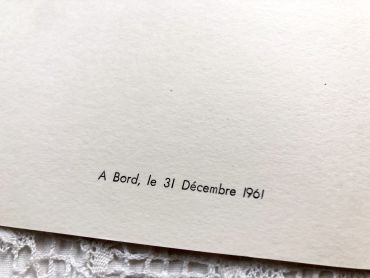 A Bord, le 31 Décembre 1961